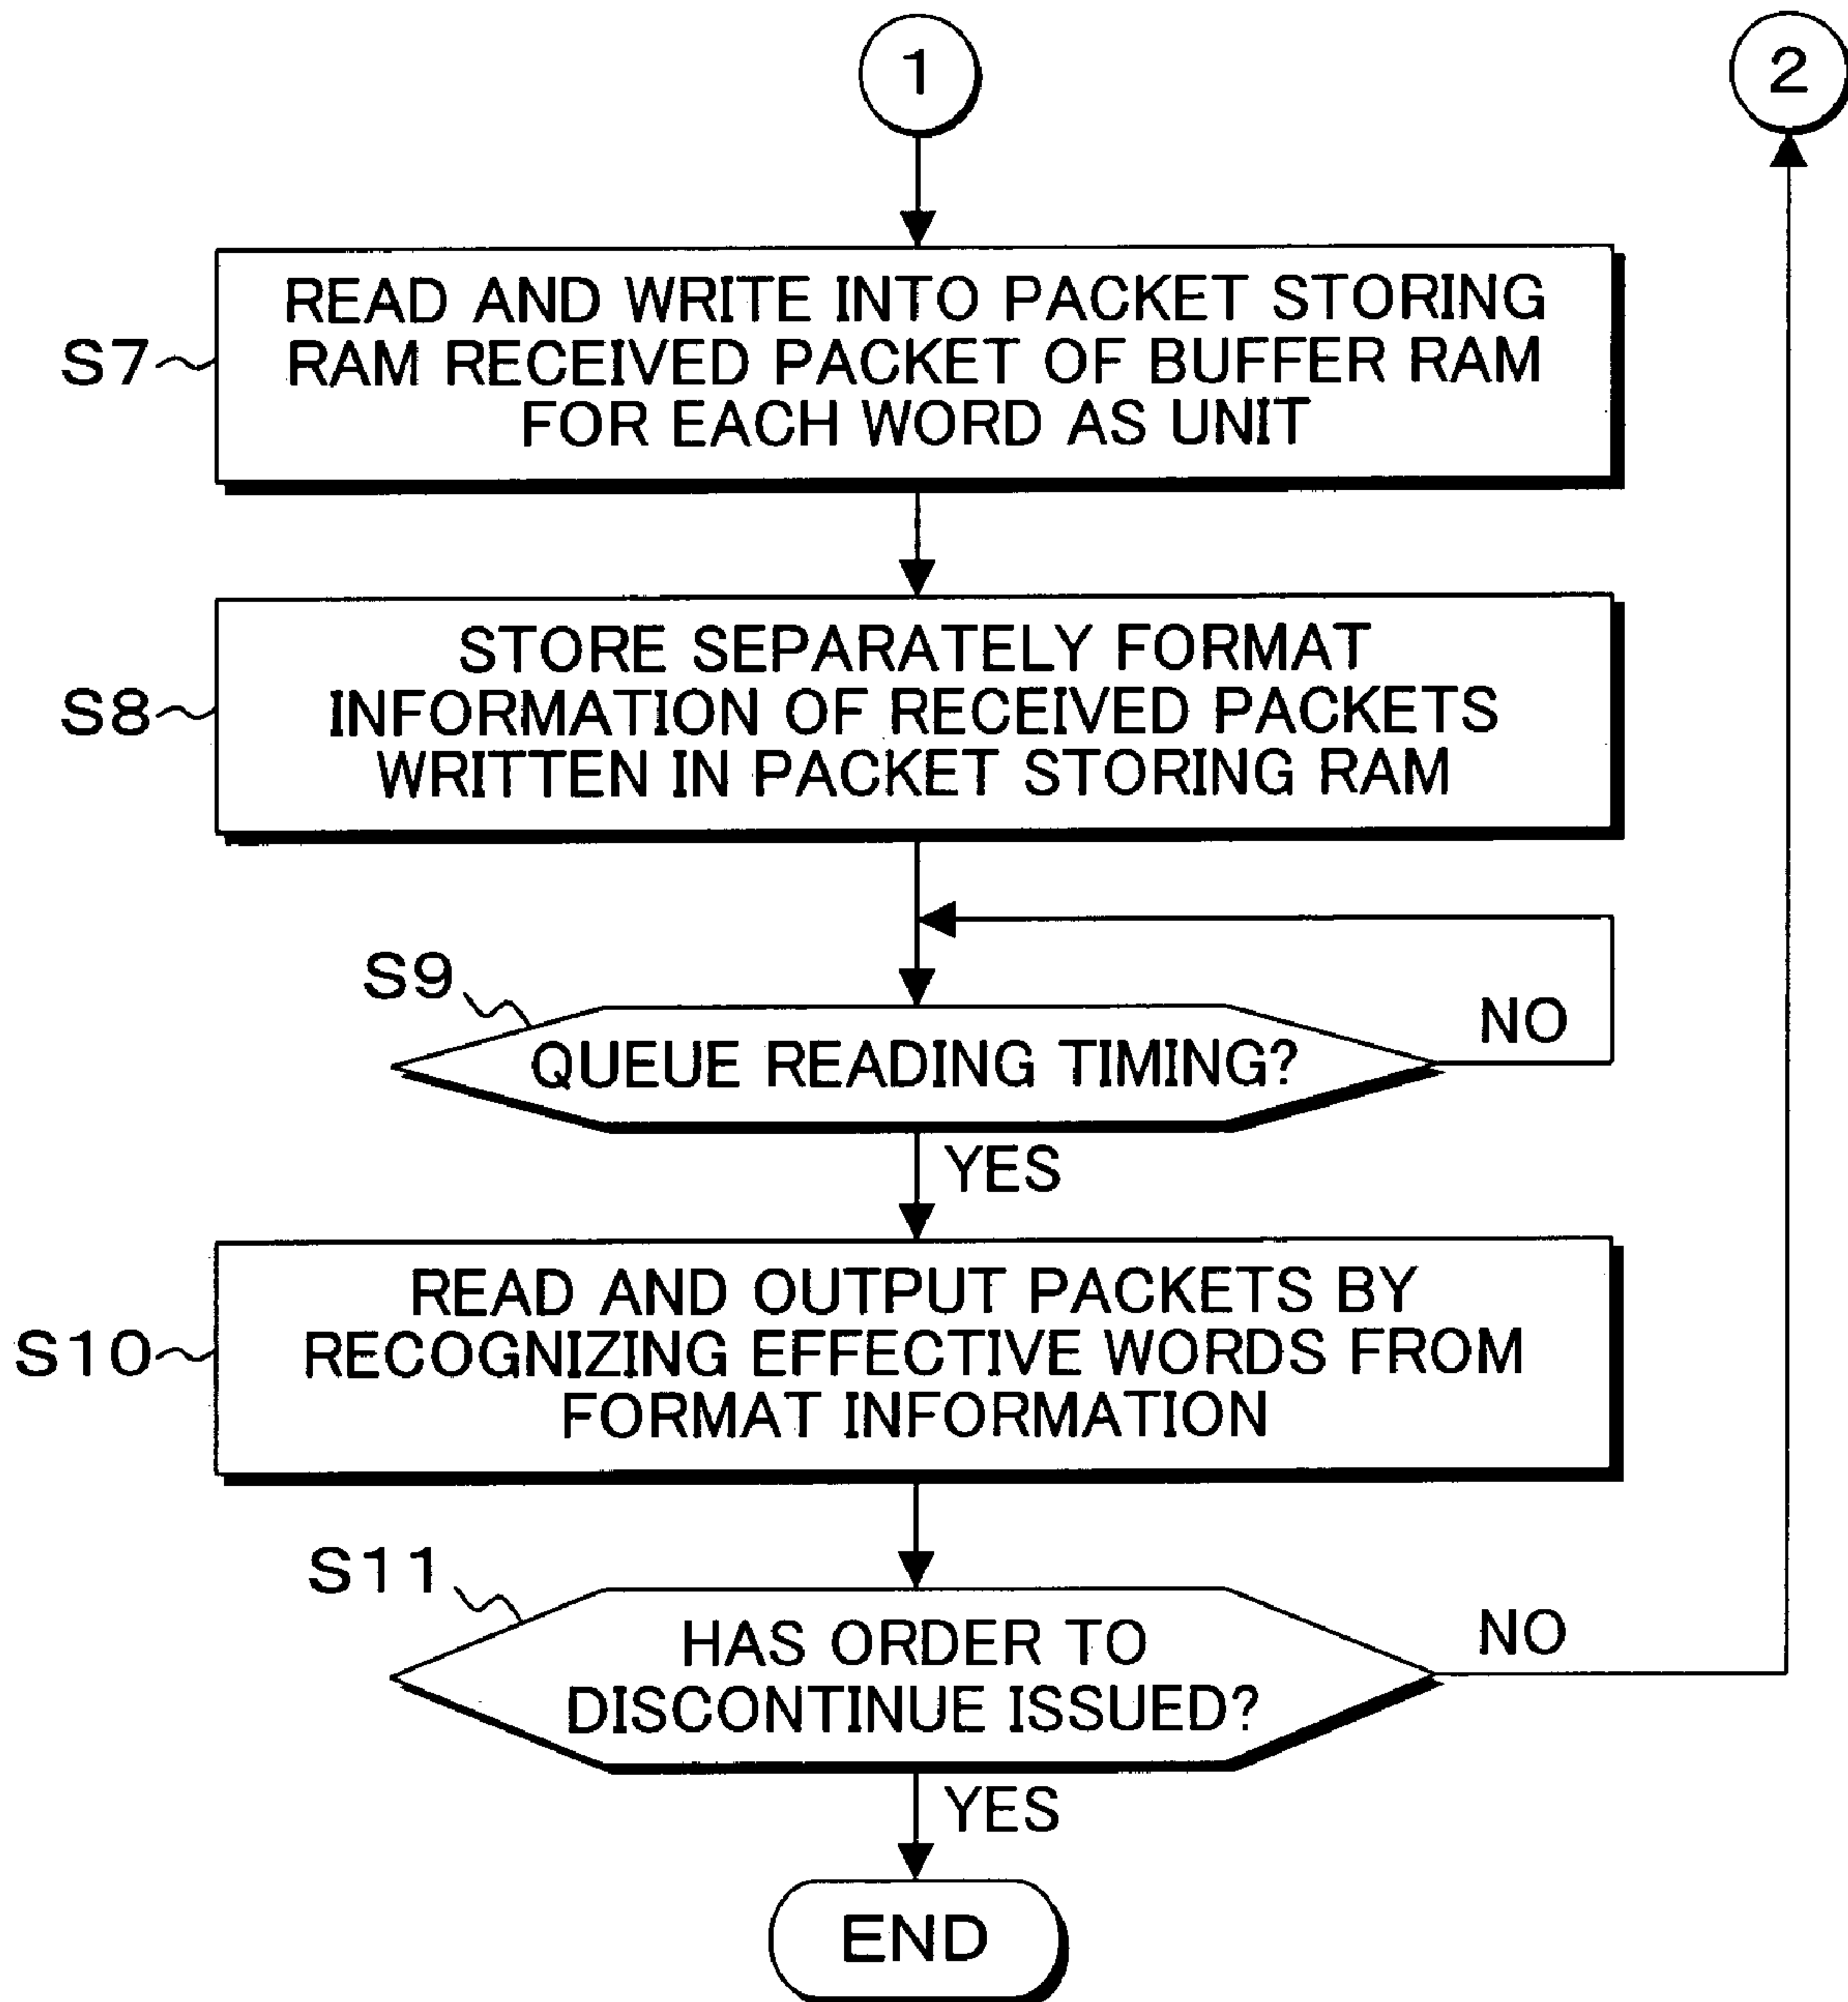 1
2
READ AND WRITE INTO PACKET STORING
S7 RAM RECEIVED PACKET OF BUFFER RAM
FOR EACH WORD AS UNIT
STORE SEPARATELY FORMAT
S8 INFORMATION OF RECEIVED PACKETS
WRITTEN IN PACKET STORING RAM
S9
NO
QUEUE READING TIMING?
YES
READ AND OUTPUT PACKETS BY
S10 RECOGNIZING EFFECTIVE WORDS FROM
FORMAT INFORMATION
S11
NO
HAS ORDER TO
DISCONTINUE ISSUED?
YES
END